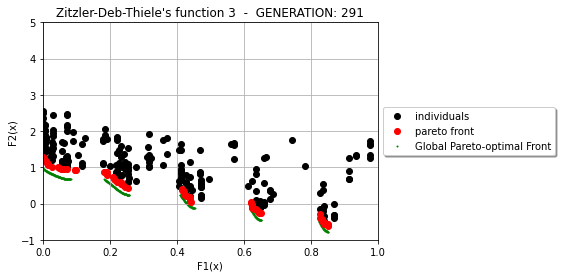 Zitzler-Deb-Thiele's function 3 - GENERATION: 291
5
4
3
2
1
0
−1
F2(x)
0.0 0.2 0.4 0.6 0.8 1.0
F1(x)
individuals
pareto front
Global Pareto-optimal Front